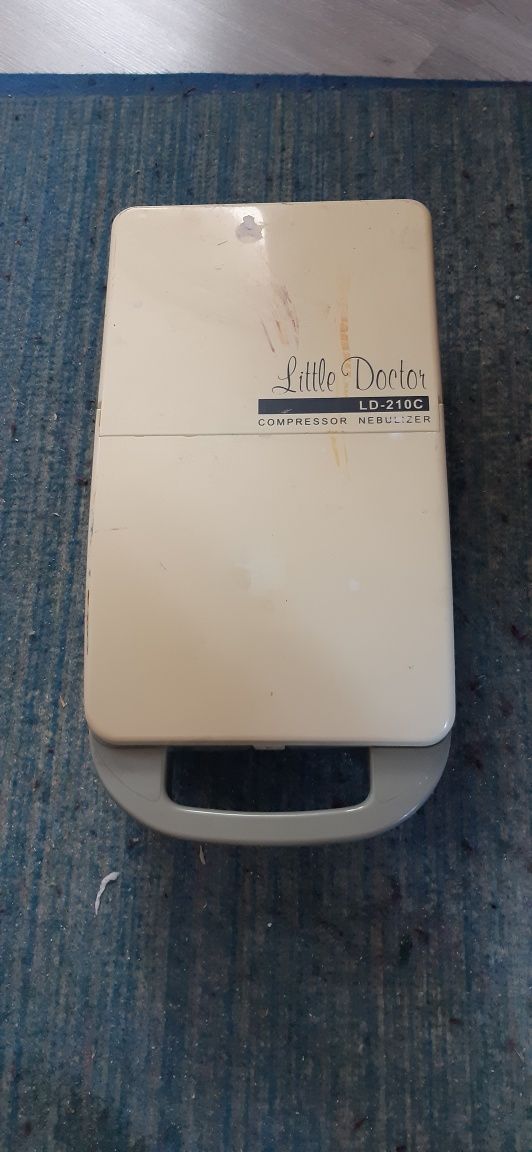 Little Doctor
LD-210C
COMPRESSOR NEBULIZER